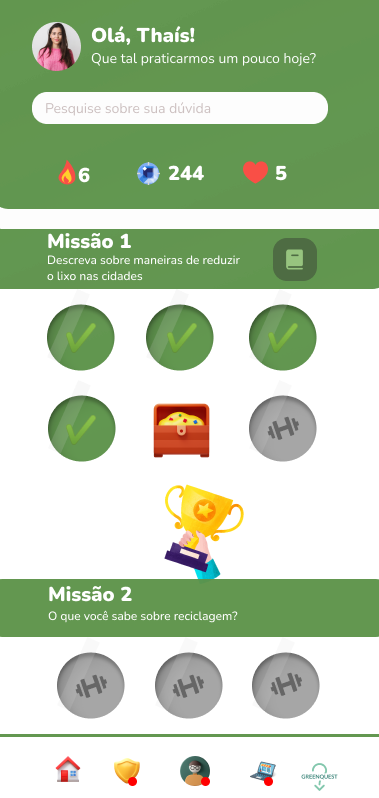 Olá, Thaís!
Que tal praticarmos um pouco hoje?
Pesquise sobre sua dúvida
6
244
5
Missão 1
Descreva sobre maneiras de reduzir
o lixo nas cidades
Missão 2
O que você sabe sobre reciclagem?
GREENQUEST